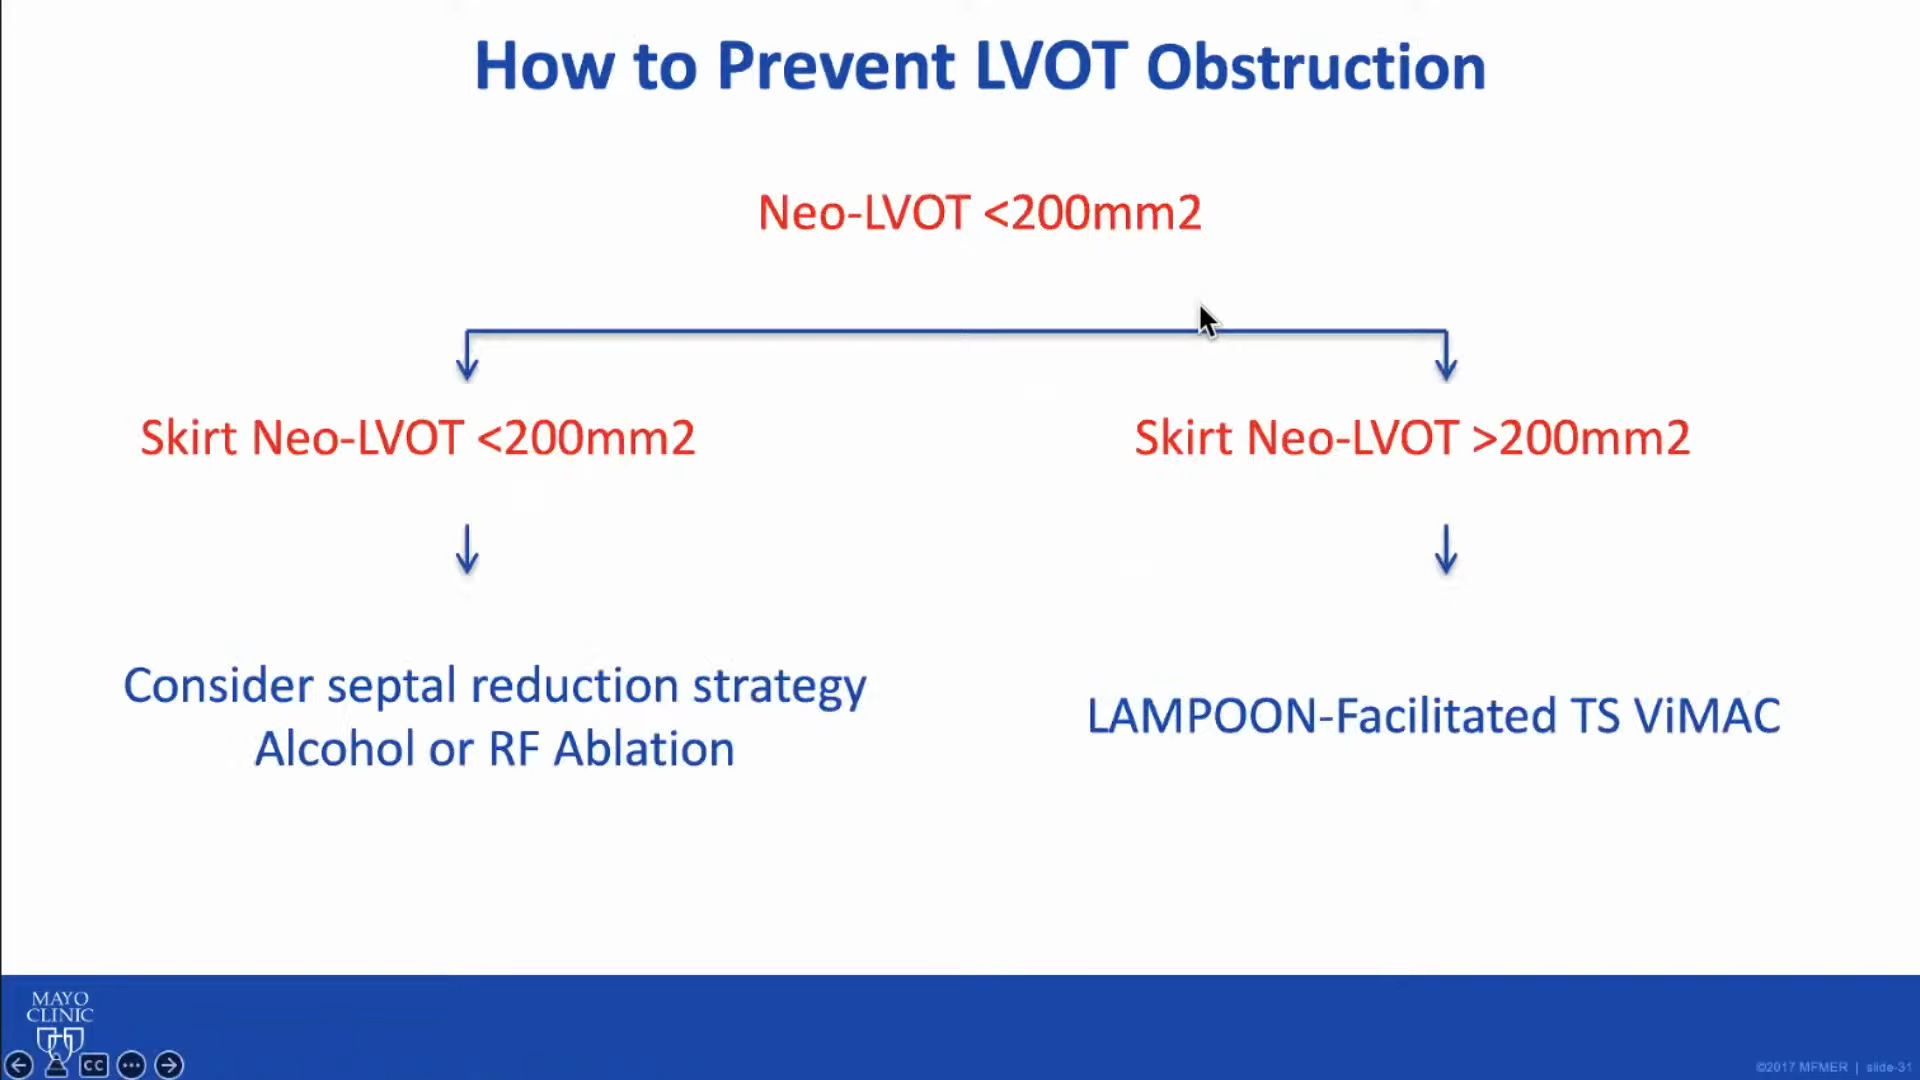 How to Prevent LVOT Obstruction
Neo-LVOT <200mm2
Skirt Neo-LVOT <200mm2
Skirt Neo-LVOT >200mm2
Consider septal reduction strategy
Alcohol or RF Ablation
LAMPOON-Facilitated TS ViMAC
MAYO
CLINIC
CC
©2017 MFMER | slide-31